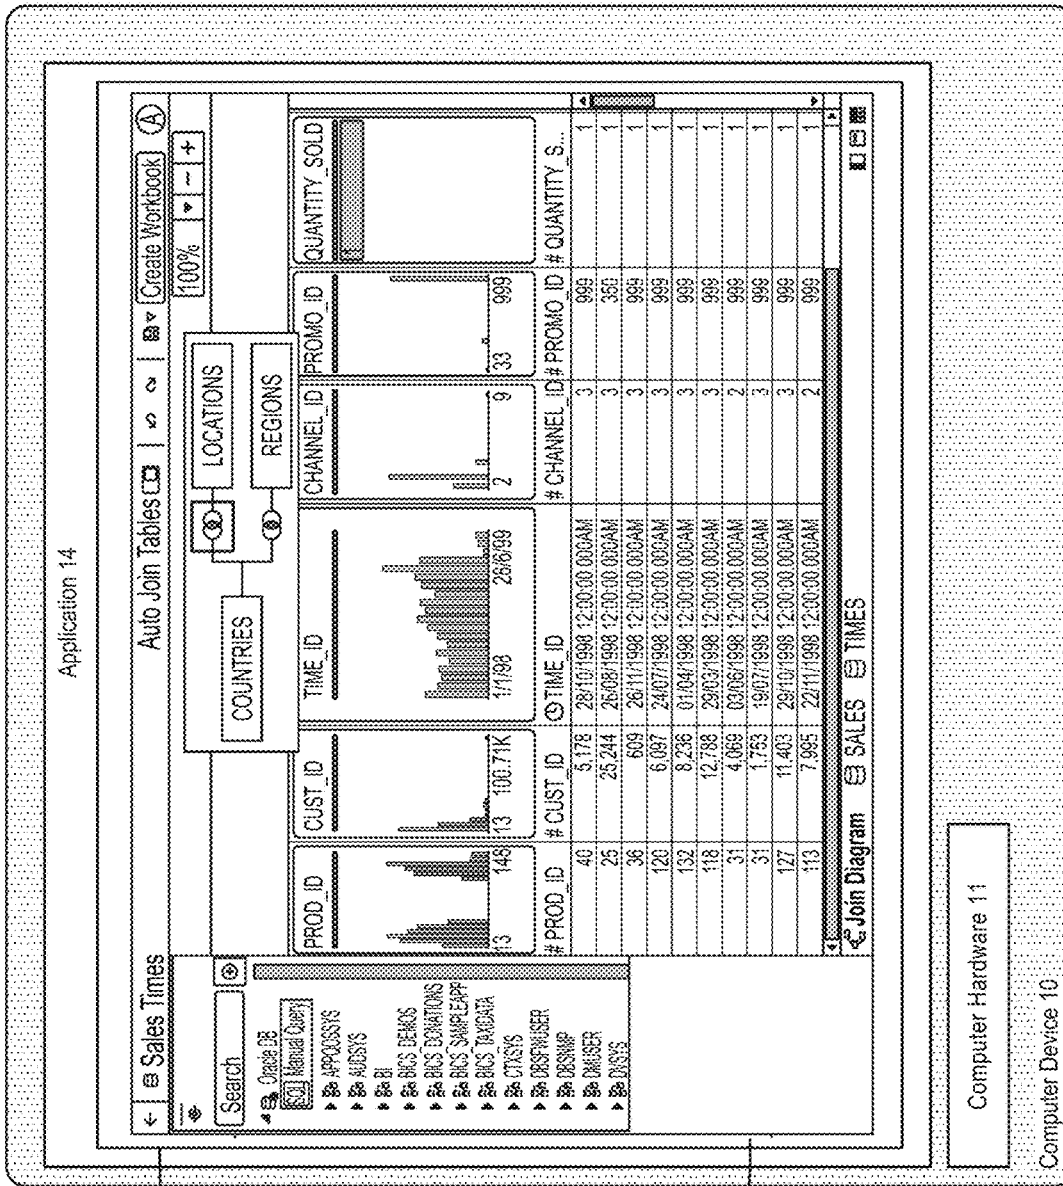 Application 14
← Sales Times
Auto Join Tables
Create Workbook
A
100% ▾ − +
Search
Oracle DB
SQL Manual Query
APPQOSSYS
AUDSYS
BI
BICS_DEMOS
BICS_DONATIONS
BICS_SAMPLEAPP
BICS_TAXIDATA
CTXSYS
DBSFWUSER
DBSNMP
DMUSER
DVSYS
COUNTRIES
LOCATIONS
REGIONS
PROD_ID CUST_ID TIME_ID CHANNEL_ID PROMO_ID QUANTITY_SOLD
13 148 13 100.71K 1/1/98 26/6/99 2 9 33 999
# PROD_ID # CUST_ID TIME_ID # CHANNEL_ID # PROMO_ID # QUANTITY_S.
40 5.178 28/10/1998 12:00:00.000AM 3 999 1
25 25.244 26/08/1998 12:00:00.000AM 3 350 1
36 609 26/11/1998 12:00:00.000AM 3 999 1
120 6.097 24/07/1998 12:00:00.000AM 3 999 1
132 8.236 01/04/1998 12:00:00.000AM 3 999 1
118 12.788 29/03/1998 12:00:00.000AM 3 999 1
31 4.069 03/06/1998 12:00:00.000AM 2 999 1
31 1.753 19/07/1998 12:00:00.000AM 3 999 1
127 11.403 29/10/1998 12:00:00.000AM 3 999 1
113 7.995 22/11/1998 12:00:00.000AM 2 999 1
Join Diagram SALES TIMES
Computer Hardware 11
Computer Device 10